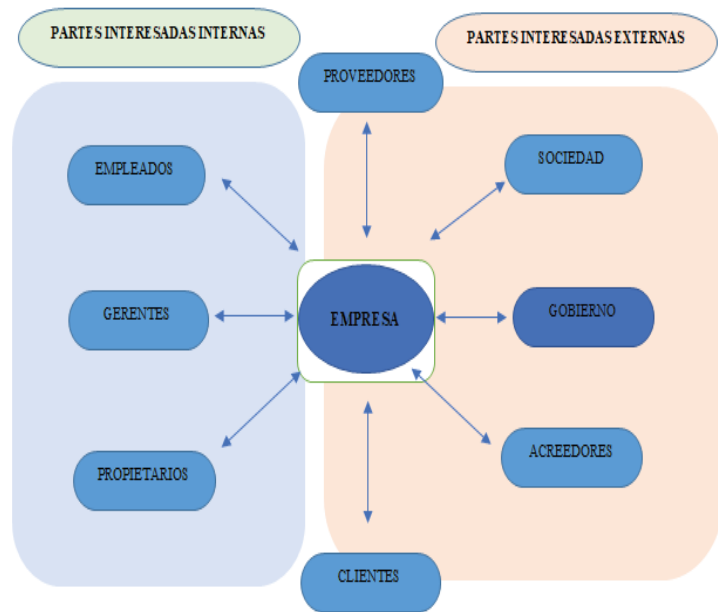 PARTES INTERESADAS INTERNAS
PARTES INTERESADAS EXTERNAS
PROVEEDORES
EMPLEADOS
SOCIEDAD
GERENTES
EMPRESA
GOBIERNO
PROPIETARIOS
ACREEDORES
CLIENTES